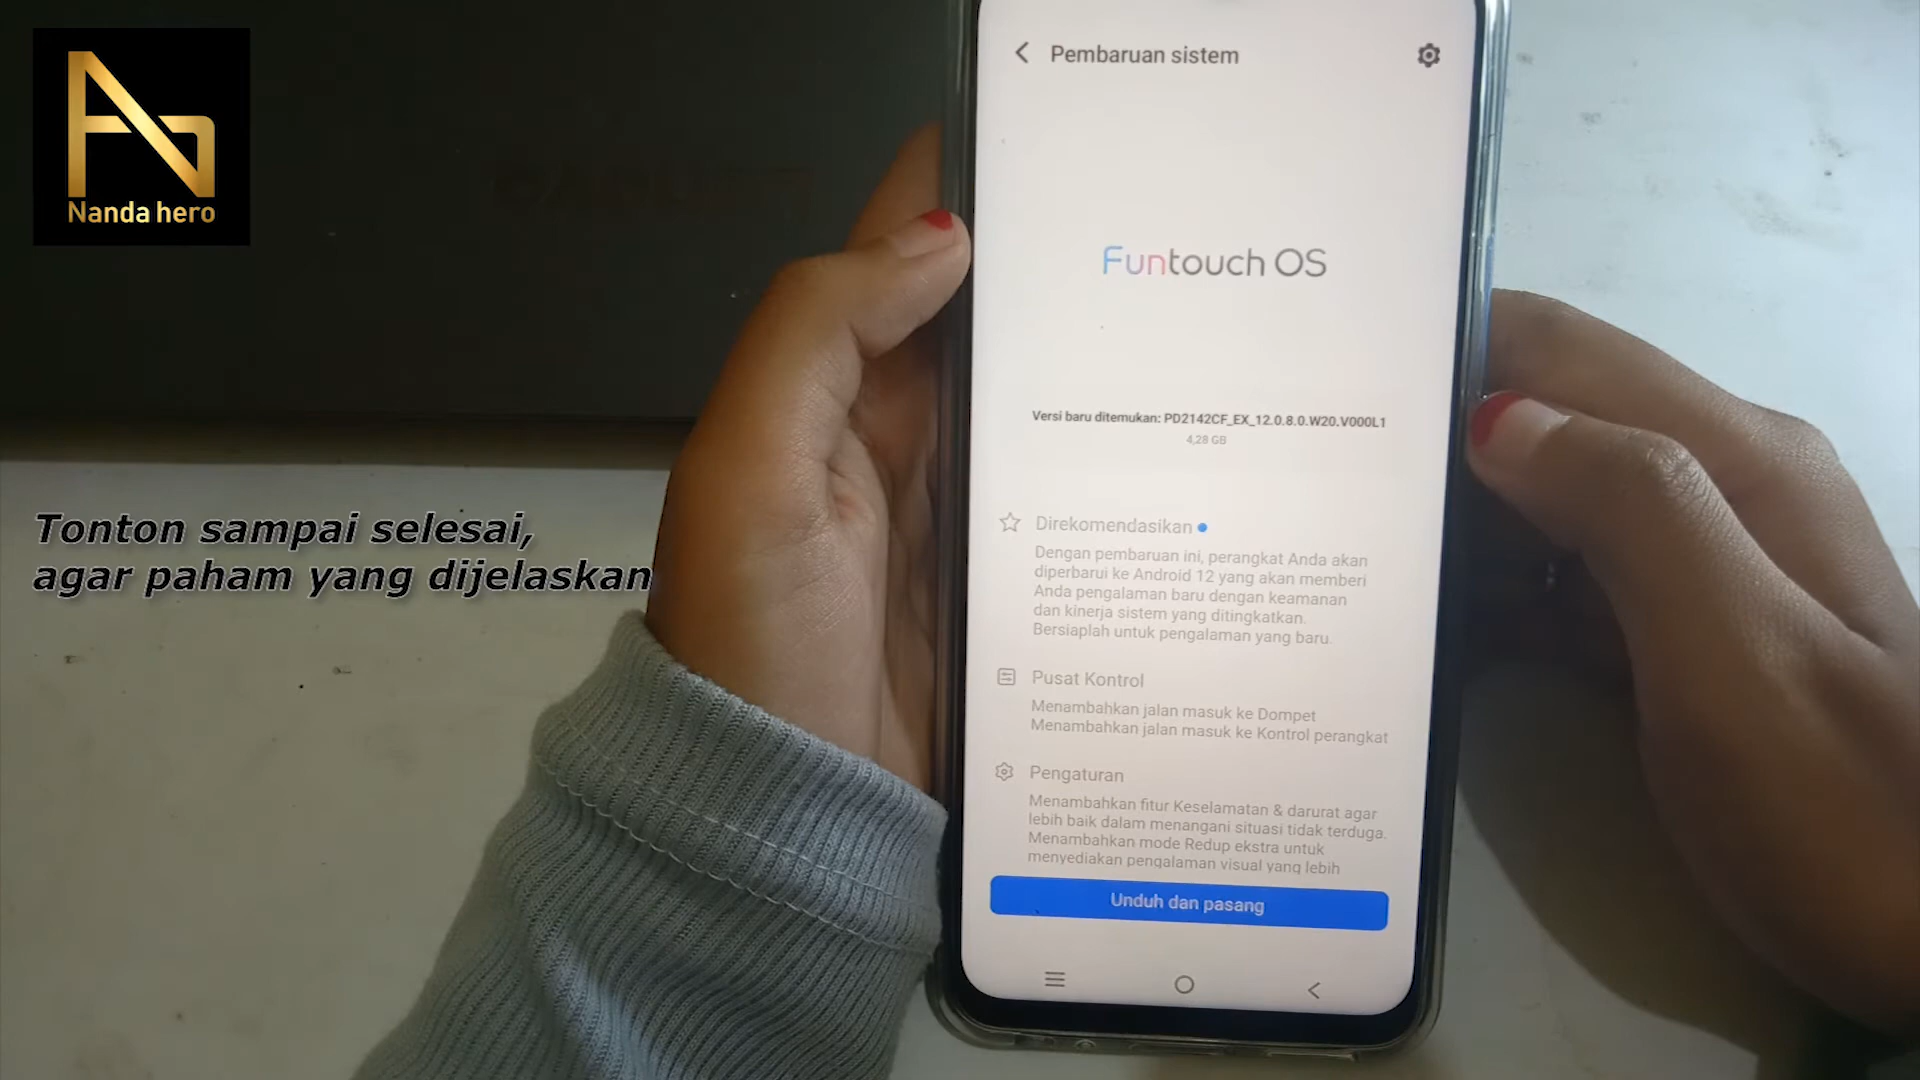 Nanda hero
Tonton sampai selesai,
agar paham yang dijelaskan
Pembaruan sistem
Funtouch OS
Versi baru ditemukan: PD2142CF_EX_12.0.8.0.W20.V000L1
4,28 GB
Direkomendasikan
Dengan pembaruan ini, perangkat Anda akan
diperbarui ke Android 12 yang akan memberi
Anda pengalaman baru dengan keamanan
dan kinerja sistem yang ditingkatkan.
Bersiaplah untuk pengalaman yang baru.
Pusat Kontrol
Menambahkan jalan masuk ke Dompet
Menambahkan jalan masuk ke Kontrol perangkat
Pengaturan
Menambahkan fitur Keselamatan & darurat agar
lebih baik dalam menangani situasi tidak terduga.
Menambahkan mode Redup ekstra untuk
menyediakan pengalaman visual yang lebih
Unduh dan pasang